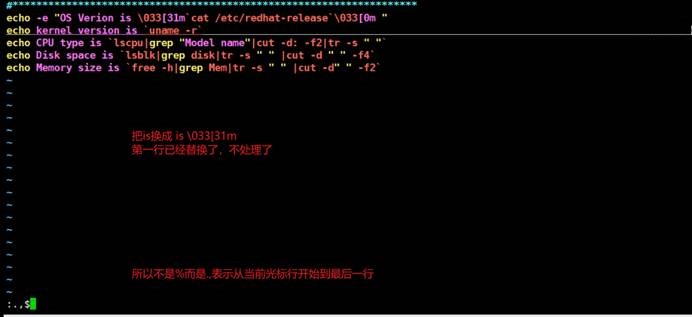 #********************************************************************
echo -e "OS Verion is \033[31m`cat /etc/redhat-release`\033[0m "
echo kernel version is `uname -r`
echo CPU type is `lscpu|grep "Model name"|cut -d: -f2|tr -s " "`
echo Disk space is `lsblk|grep disk|tr -s " " |cut -d " " -f4`
echo Memory size is `free -h|grep Mem|tr -s " " |cut -d" " -f2`
~
~
~
~
~
把is换成 is \033[31m
~
第一行已经替换了，不处理了
~
~
~
~
~
~
~
~
~
所以不是%而是.,表示从当前光标行开始到最后一行
~
~
:.,$